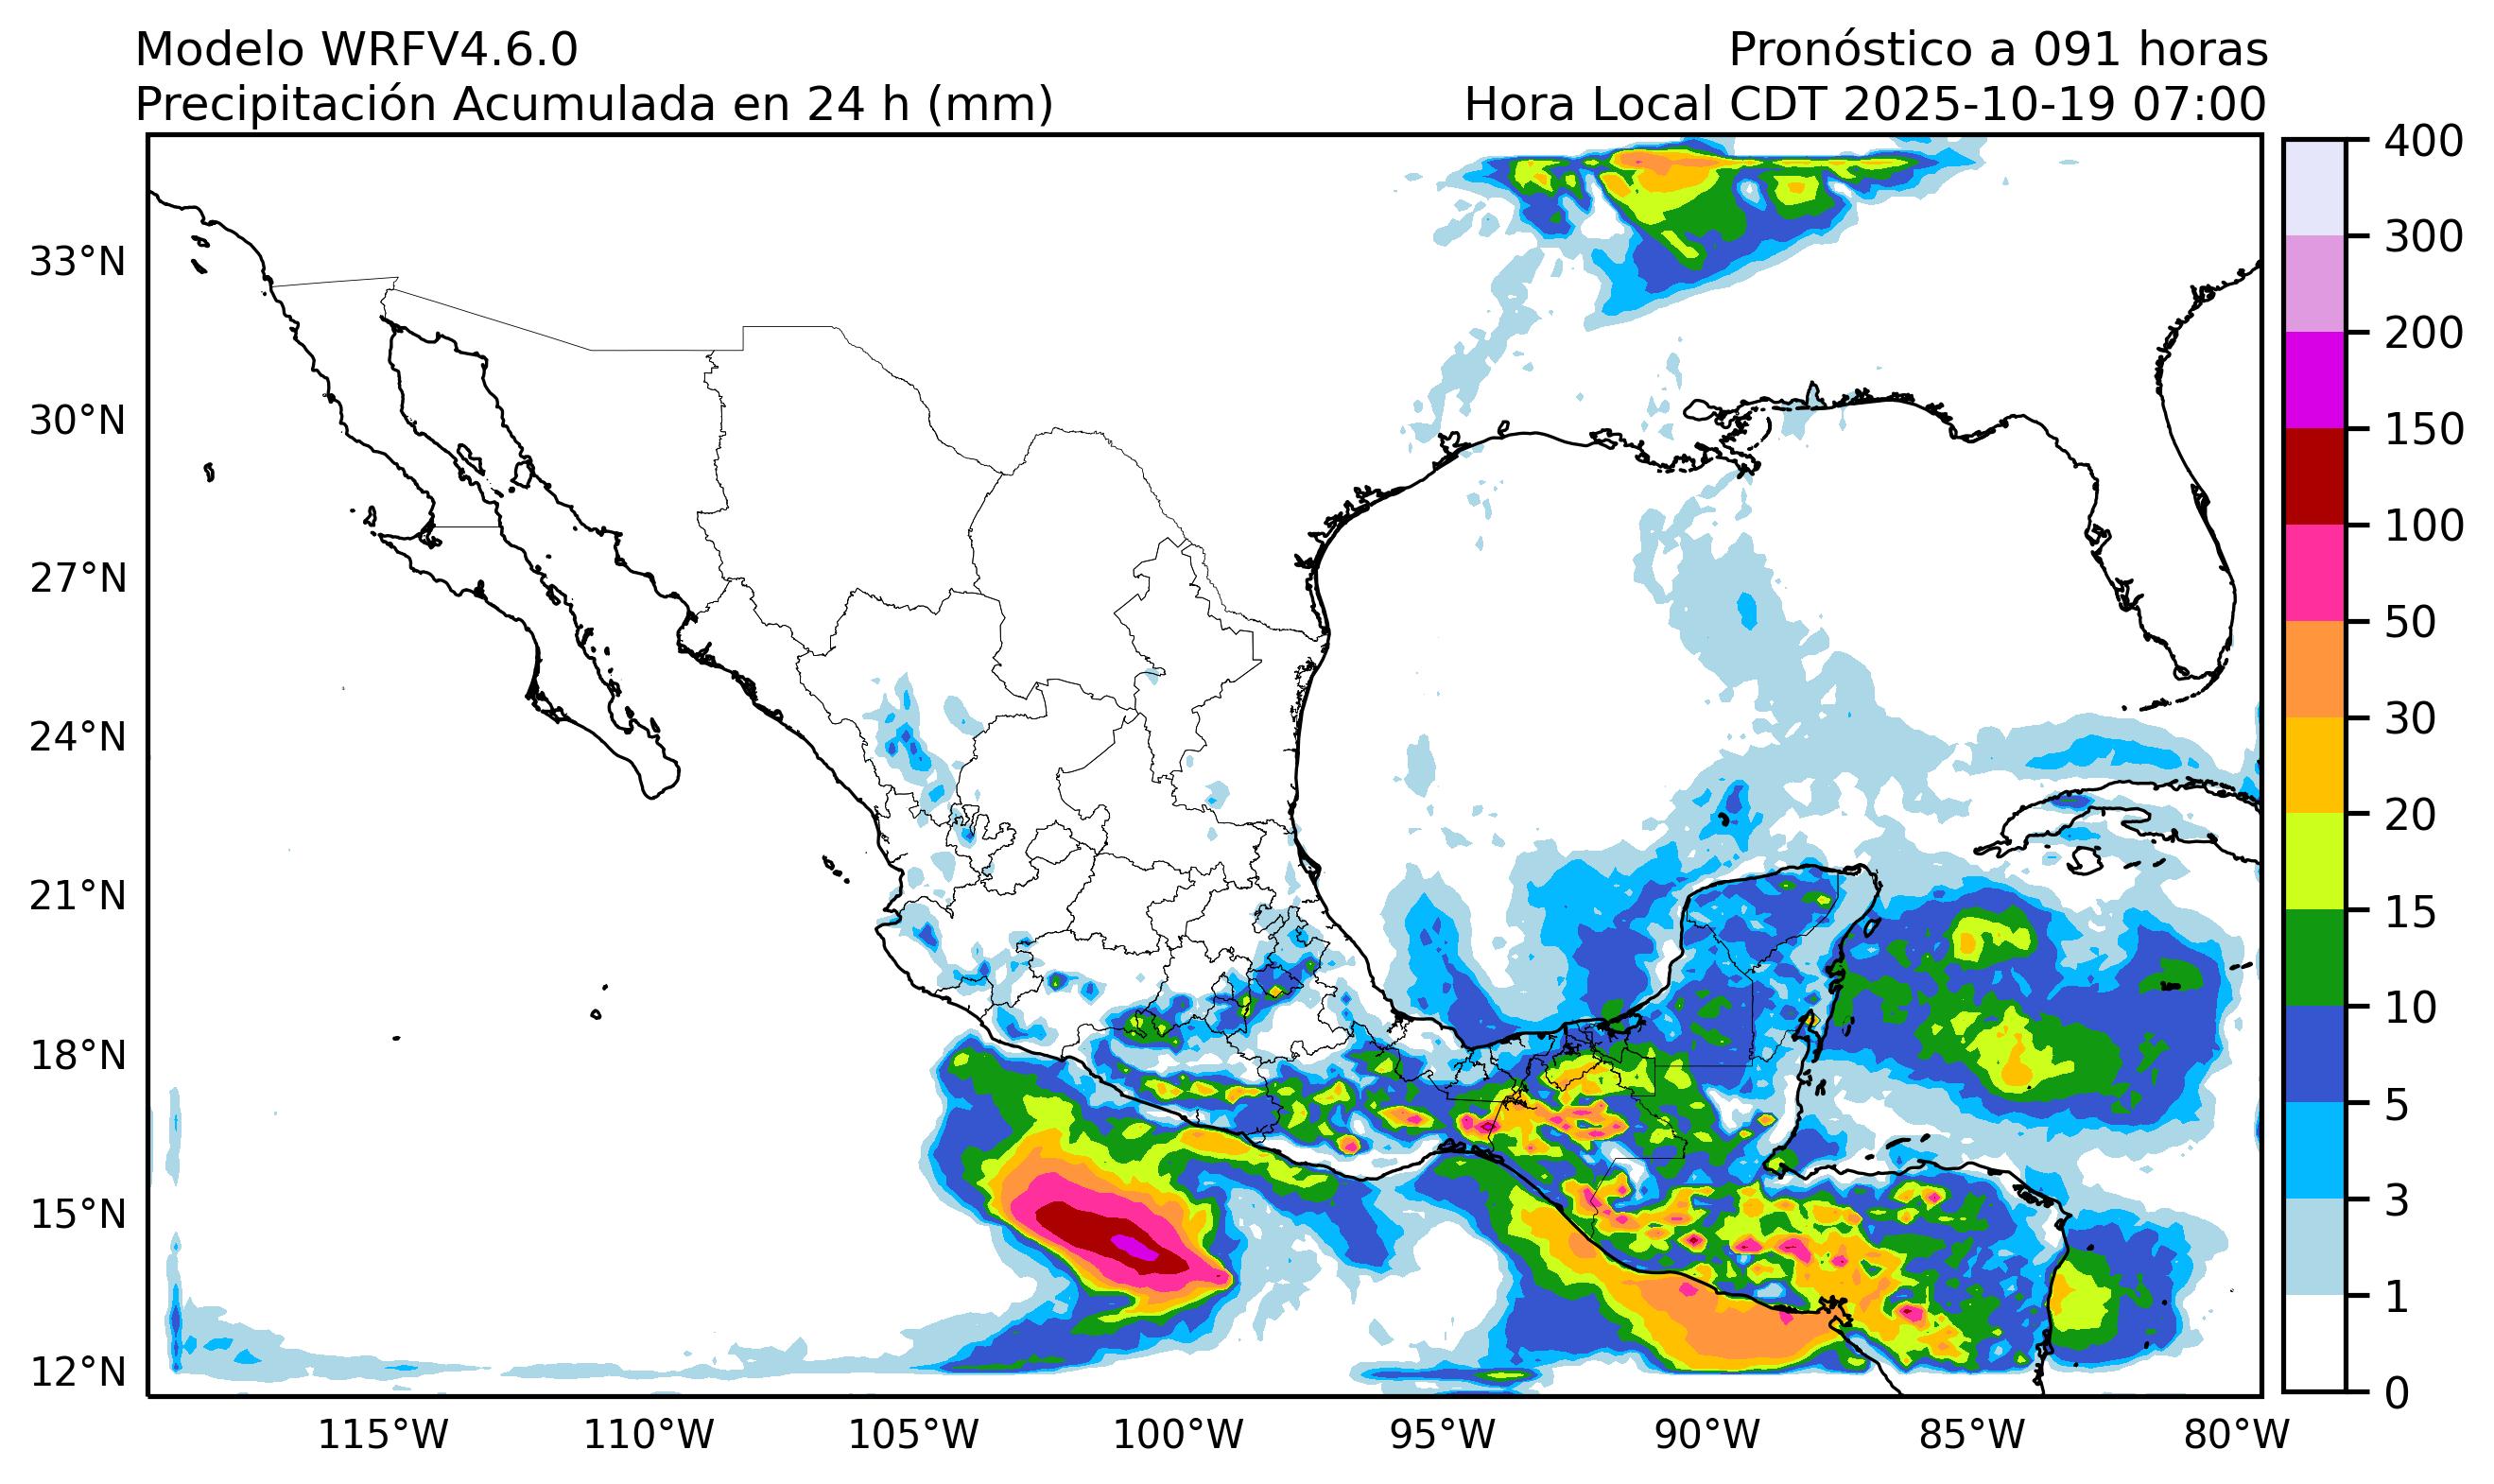 Modelo WRFV4.6.0
Pronóstico a 091 horas
Precipitación Acumulada en 24 h (mm)
Hora Local CDT 2025-10-19 07:00
33°N
30°N
27°N
24°N
21°N
18°N
15°N
12°N
115°W
110°W
105°W
100°W
95°W
90°W
85°W
80°W
400
300
200
150
100
50
30
20
15
10
5
3
1
0